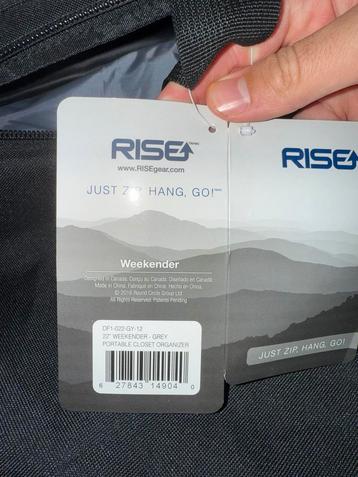 RISE
www.RISEgear.com
JUST ZIP, HANG, GO!
Weekender
Designed in Canada. Conçu au Canada. Diseñado en Canadá.
Made in China. Fabriqué en Chine. Hecho en China.
© 2016 Round Circle Group Ltd
All Rights Reserved. Patents Pending
DF1-022-GY-12
22" WEEKENDER - GREY
PORTABLE CLOSET ORGANIZER
6 27843 14904 0
RISE
JUST ZIP, HANG, GO!